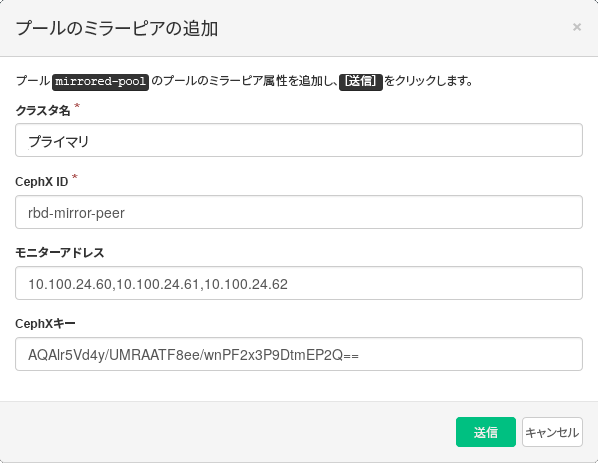 プールのミラーピアの追加
×
プール mirrored-pool のプールのミラーピア属性を追加し、[送信] をクリックします。
クラスタ名 *
プライマリ
CephX ID *
rbd-mirror-peer
モニターアドレス
10.100.24.60,10.100.24.61,10.100.24.62
CephXキー
AQAlr5Vd4y/UMRAATF8ee/wnPF2x3P9DtmEP2Q==
送信 キャンセル